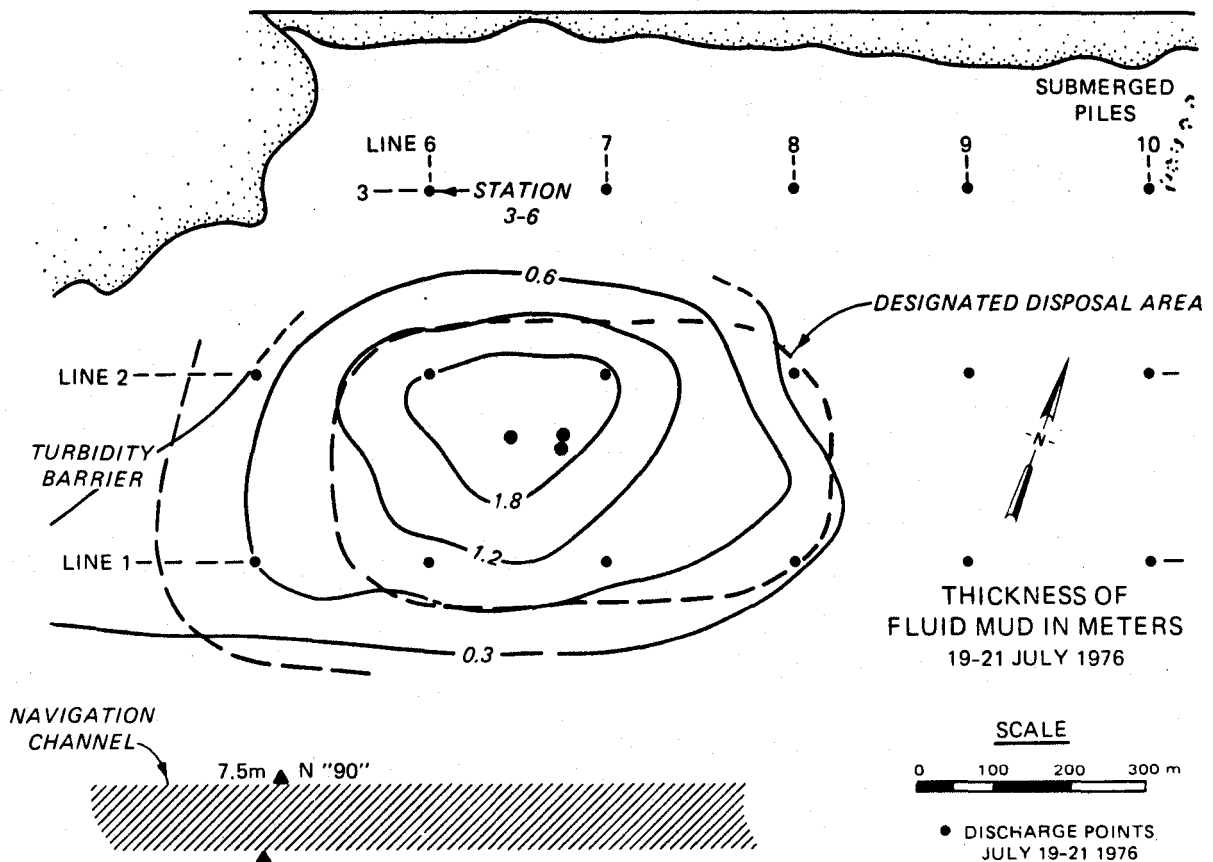 SUBMERGED
PILES
LINE 6
7
8
9
10
3
STATION
3-6
0.6
DESIGNATED DISPOSAL AREA
LINE 2
N
TURBIDITY
BARRIER
1.8
1.2
LINE 1
THICKNESS OF
FLUID MUD IN METERS
19-21 JULY 1976
0.3
NAVIGATION
CHANNEL
7.5m N "90"
SCALE
0 100 200 300 m
DISCHARGE POINTS
JULY 19-21 1976